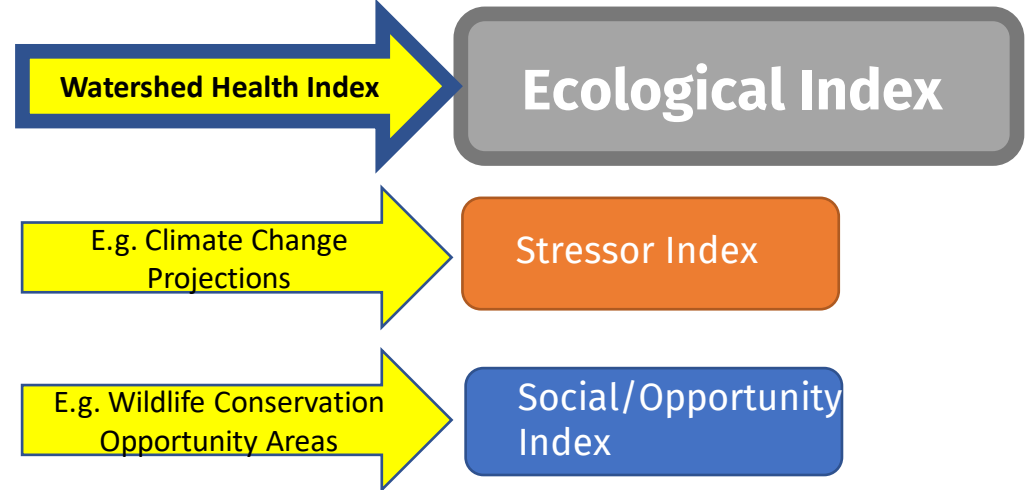 Watershed Health Index
Ecological Index
E.g. Climate Change
Projections
Stressor Index
E.g. Wildlife Conservation
Opportunity Areas
Social/Opportunity
Index